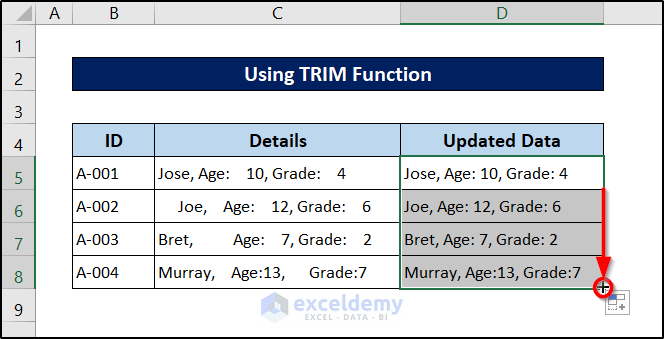 A B C D
1
2 Using TRIM Function
3
4 ID Details Updated Data
5 A-001 Jose, Age:    10, Grade:    4 Jose, Age: 10, Grade: 4
6 A-002      Joe,    Age:    12, Grade:    6 Joe, Age: 12, Grade: 6
7 A-003 Bret,         Age:    7, Grade:    2 Bret, Age: 7, Grade: 2
8 A-004 Murray,    Age:13,      Grade:7 Murray, Age:13, Grade:7
9
exceldemy
EXCEL - DATA - BI